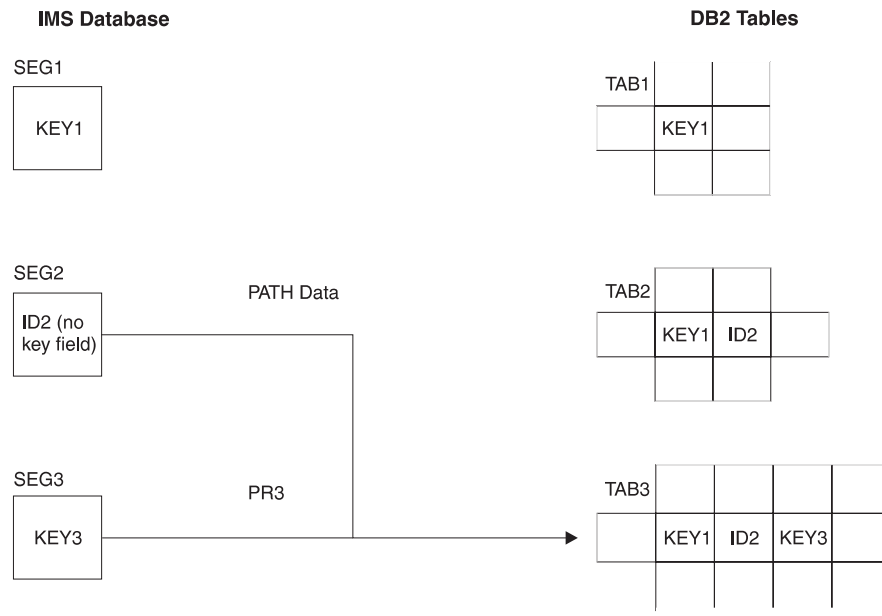 IMS Database
DB2 Tables
SEG1
KEY1
TAB1
KEY1
SEG2
ID2 (no
key field)
PATH Data
TAB2
KEY1 ID2
SEG3
KEY3
PR3
TAB3
KEY1 ID2 KEY3